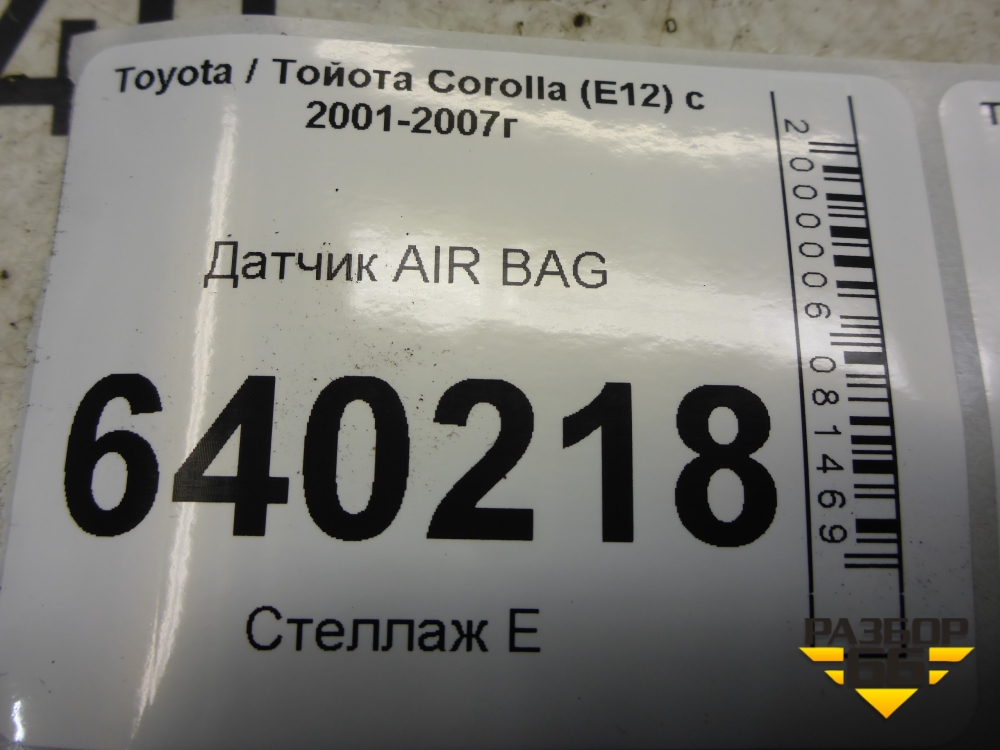 Toyota / Тойота Corolla (E12) с
2001-2007г
Датчик AIR BAG
640218
Стеллаж E
2000006081469
РАЗБОР
66